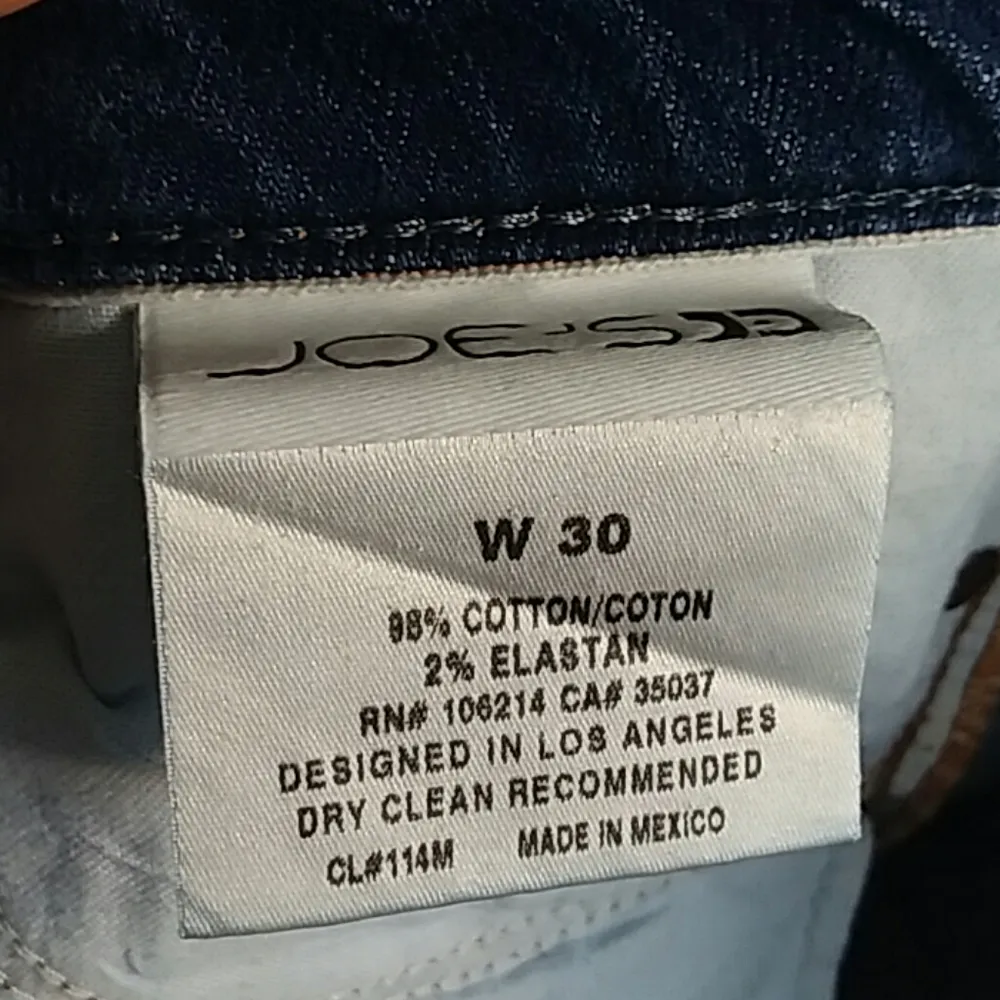 JOE'S
W 30
98% COTTON/COTON
2% ELASTAN
RN# 106214 CA# 35037
DESIGNED IN LOS ANGELES
DRY CLEAN RECOMMENDED
CL#114M MADE IN MEXICO